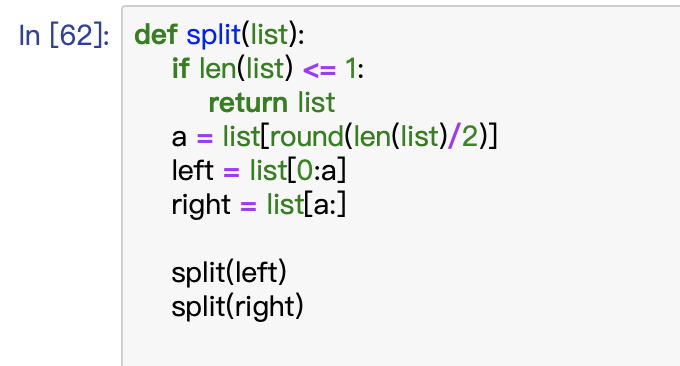 In [62]:
def split(list):
    if len(list) <= 1:
        return list
    a = list[round(len(list)/2)]
    left = list[0:a]
    right = list[a:]

    split(left)
    split(right)